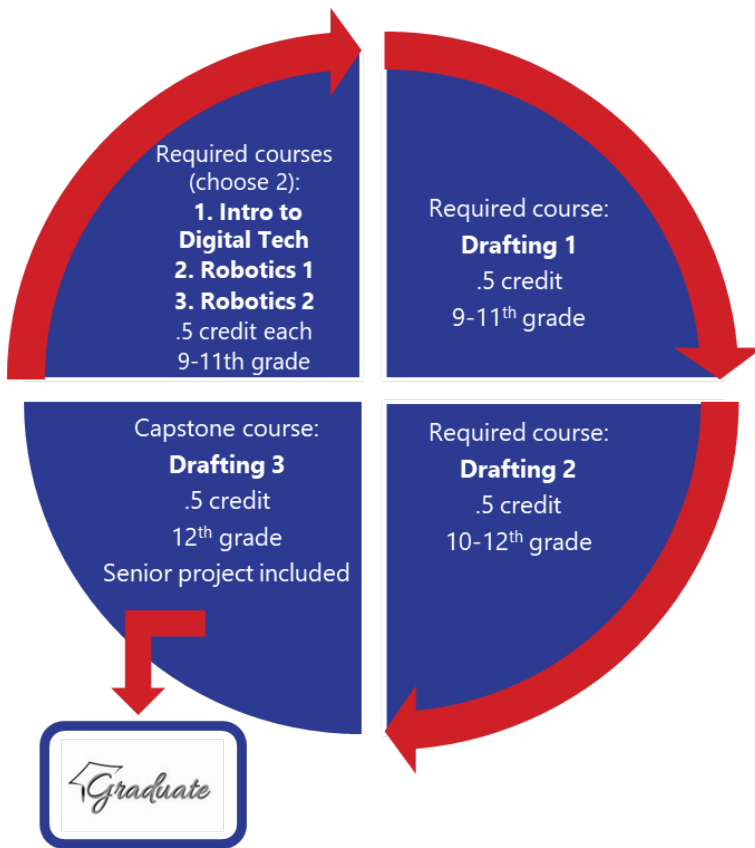 Required courses
(choose 2):
1. Intro to
Digital Tech
2. Robotics 1
3. Robotics 2
.5 credit each
9-11th grade
Required course:
Drafting 1
.5 credit
9-11th grade
Required course:
Drafting 2
.5 credit
10-12th grade
Capstone course:
Drafting 3
.5 credit
12th grade
Senior project included
Graduate